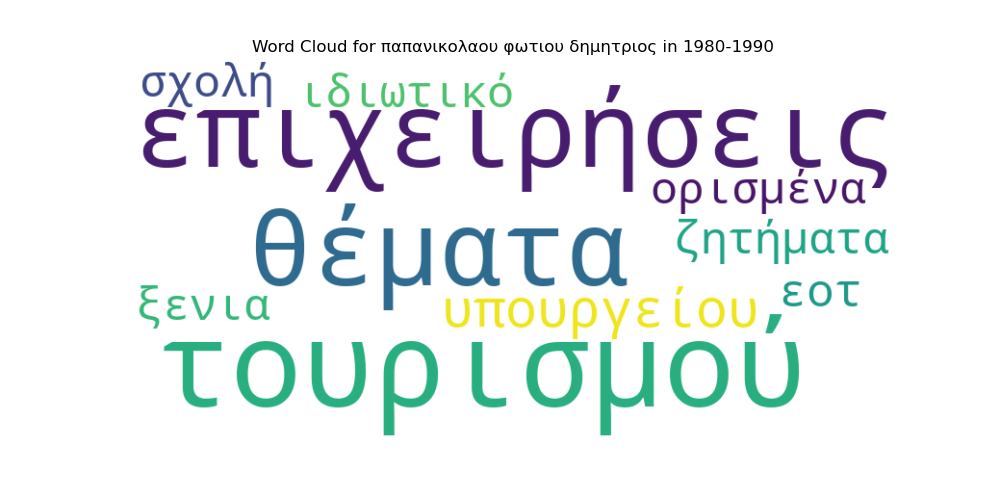 Word Cloud for παπανικολαου φωτιου δημητριος in 1980-1990
σχολή ιδιωτικό
επιχειρήσεις
ορισμένα
θέματα ζητήματα
ξενια υπουργείου εοτ
τουρισμού